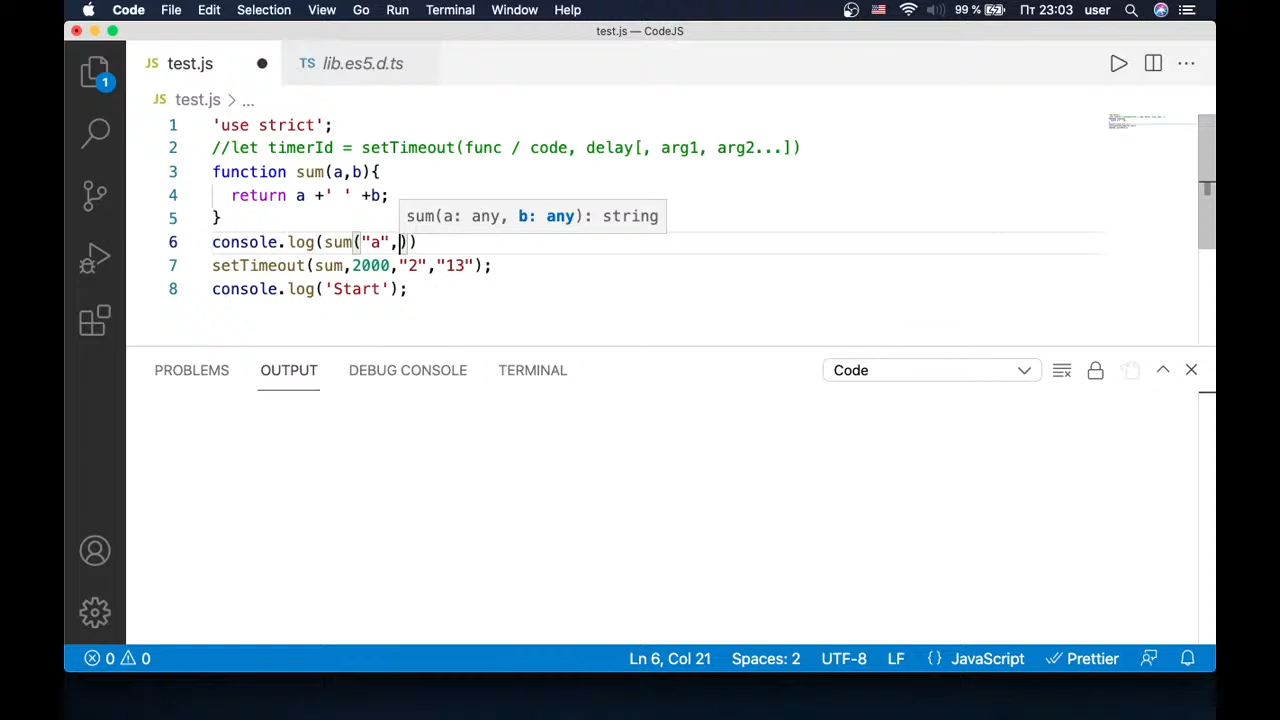 Code File Edit Selection View Go Run Terminal Window Help 99 % Пт 23:03 user
test.js — CodeJS
JS test.js TS lib.es5.d.ts
JS test.js > ...
1 'use strict';
2 //let timerId = setTimeout(func / code, delay[, arg1, arg2...])
3 function sum(a,b){
4 return a +' ' +b;
5 }
sum(a: any, b: any): string
6 console.log(sum("a",))
7 setTimeout(sum,2000,"2","13");
8 console.log('Start');
1
PROBLEMS OUTPUT DEBUG CONSOLE TERMINAL Code
0 0 Ln 6, Col 21 Spaces: 2 UTF-8 LF {} JavaScript Prettier